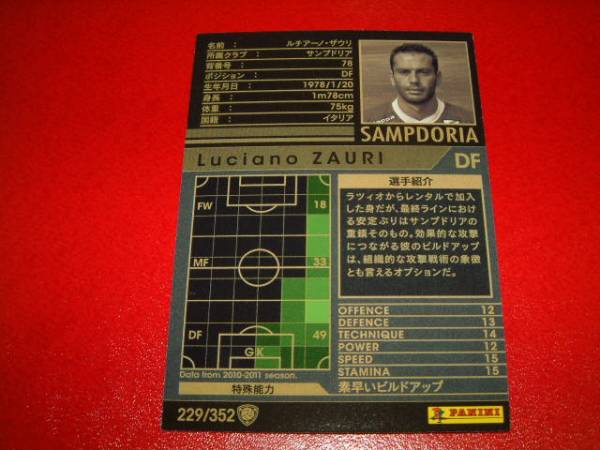 名前 : ルチアーノ・ザウリ
所属クラブ : サンプドリア
背番号 : 78
ポジション : DF
生年月日 : 1978/1/20
身長 : 1m78cm
体重 : 75kg
国籍 : イタリア
SAMPDORIA
Luciano ZAURI DF
FW 18
MF 33
DF 49
GK
Data from 2010-2011 season.
選手紹介
ラツィオからレンタルで加入
した身だが、最終ラインにおける
安定ぶりはサンプドリアの
重鎮そのもの。効果的な攻撃
につながる彼のビルドアップ
は、組織的な攻撃戦術の象徴
とも言えるオプションだ。
OFFENCE 12
DEFENCE 13
TECHNIQUE 14
POWER 12
SPEED 15
STAMINA 15
特殊能力 素早いビルドアップ
229/352
PANINI